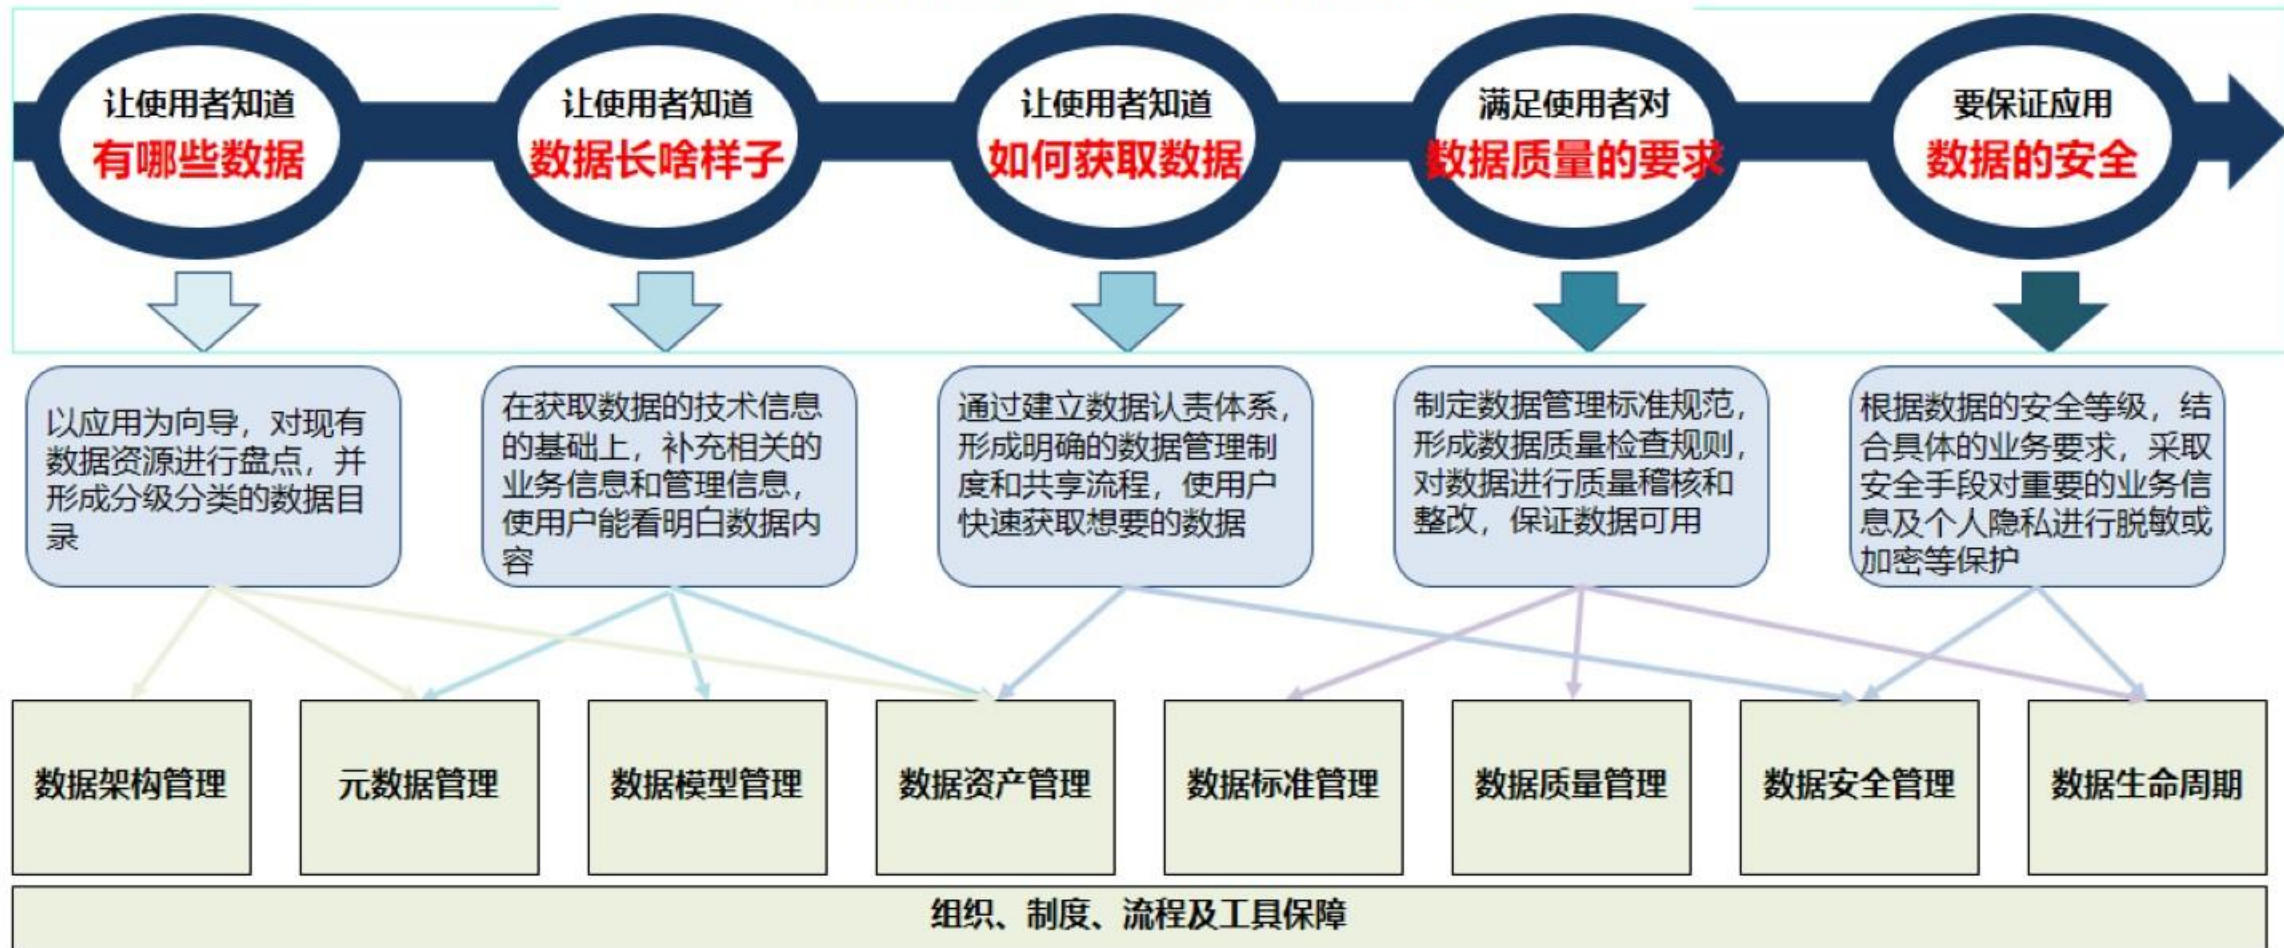 让使用者知道
有哪些数据
让使用者知道
数据长啥样子
让使用者知道
如何获取数据
满足使用者对
数据质量的要求
要保证应用
数据的安全
以应用为向导，对现有
数据资源进行盘点，并
形成分级分类的数据目
录
在获取数据的技术信息
的基础上，补充相关的
业务信息和管理信息，
使用户能看明白数据内
容
通过建立数据认责体系，
形成明确的数据管理制
度和共享流程，使用户
快速获取想要的数据
制定数据管理标准规范，
形成数据质量检查规则，
对数据进行质量稽核和
整改，保证数据可用
根据数据的安全等级，结
合具体的业务要求，采取
安全手段对重要的业务信
息及个人隐私进行脱敏或
加密等保护
数据架构管理
元数据管理
数据模型管理
数据资产管理
数据标准管理
数据质量管理
数据安全管理
数据生命周期
组织、制度、流程及工具保障